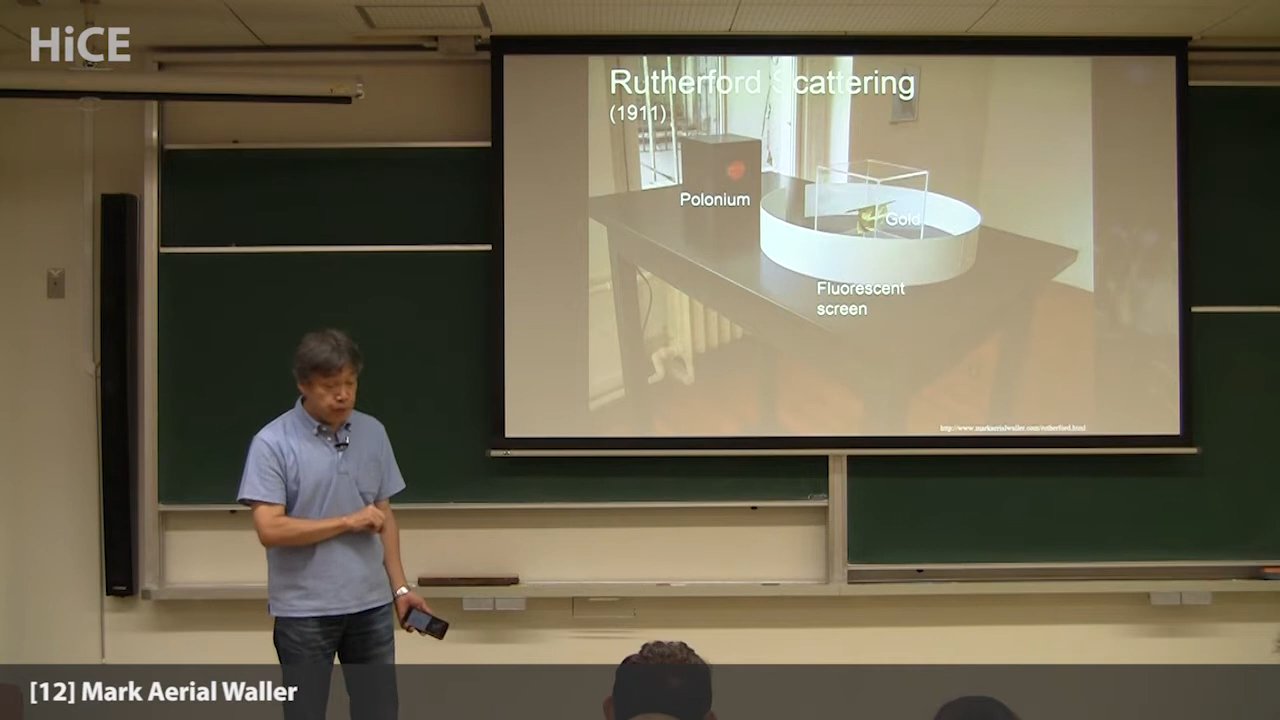 HiCE
Rutherford Scattering
(1911)
Polonium
Gold
Fluorescent
screen
http://www.markaerialwaller.com/rutherford.html
[12] Mark Aerial Waller